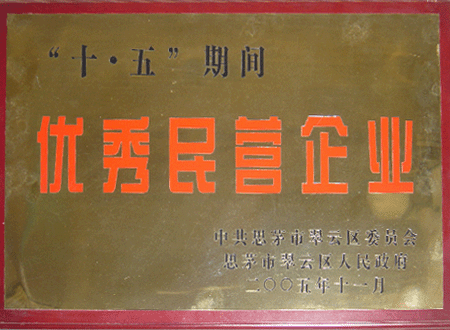 “十·五”期间
优秀民营企业
中共思茅市翠云区委员会
思茅市翠云区人民政府
二〇〇五年十一月